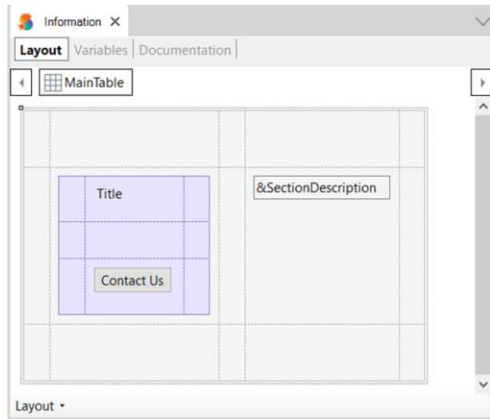 Information
Layout Variables Documentation
MainTable
Title
&SectionDescription
Contact Us
Layout